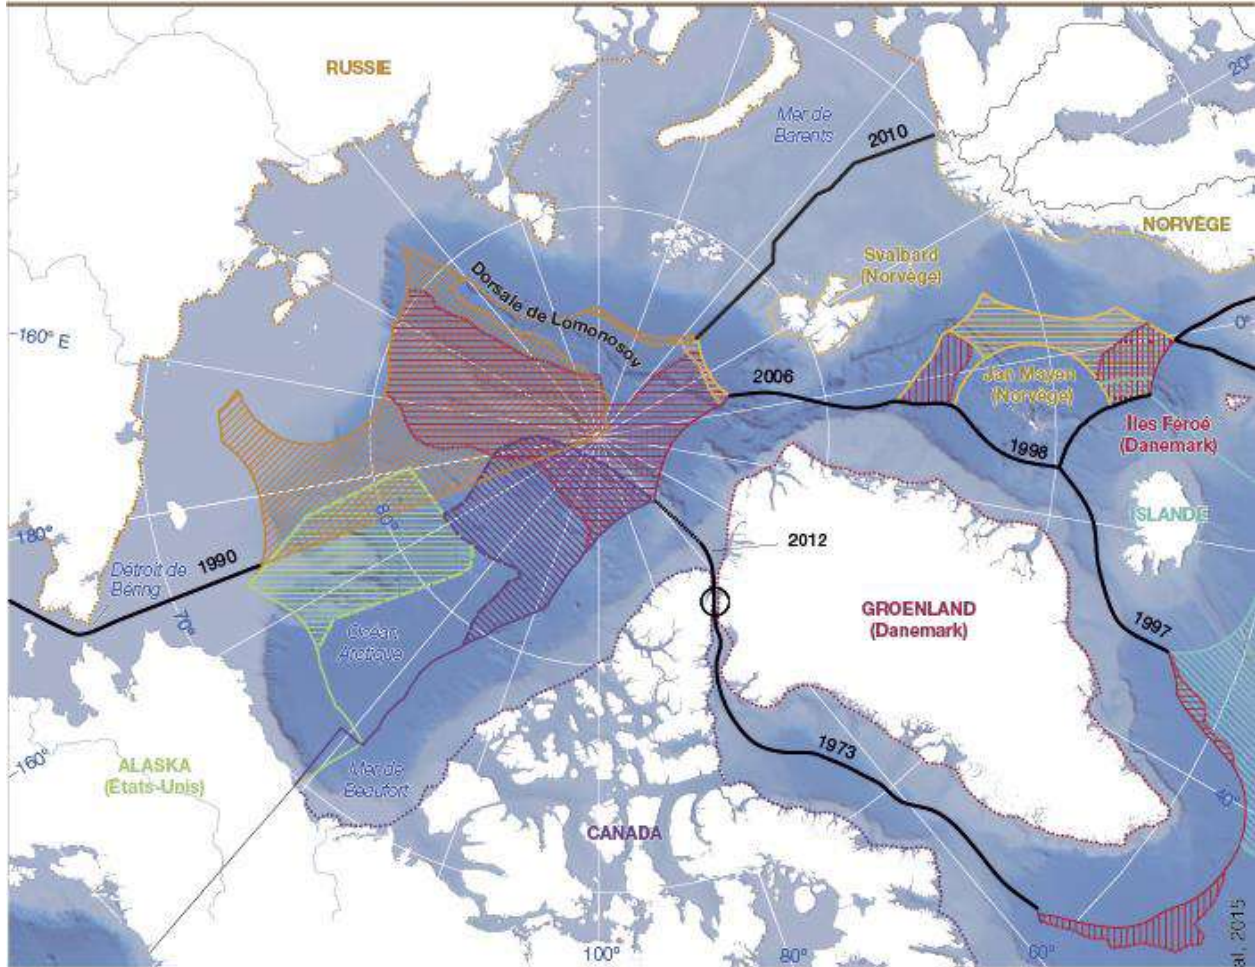 RUSSIE
20°
Mer de
Barents
2010
NORVÈGE
Svalbard
(Norvège)
Dorsale de Lomonosov
160° E
0°
2006
Jan Mayen
(Norvège)
Îles Féroé
(Danemark)
1998
ISLANDE
80°
180°
1990
2012
Détroit de
Béring
70°
GROENLAND
(Danemark)
Océan
Arctique
1997
1973
160°
ALASKA
(États-Unis)
Mer de
Beaufort
40°
CANADA
100°
80°
60°
al, 2015